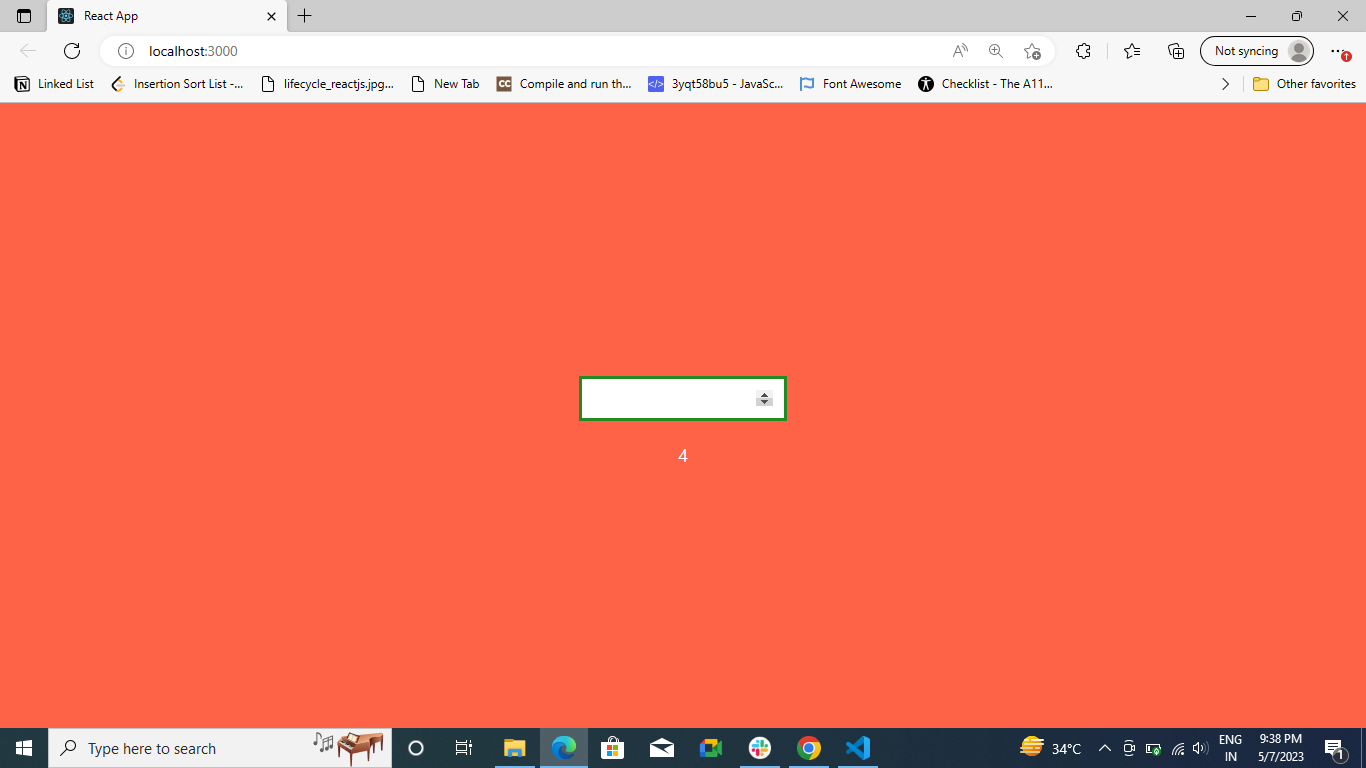 React App
localhost:3000
Not syncing
Linked List
Insertion Sort List -...
lifecycle_reactjs.jpg...
New Tab
CC
Compile and run th...
</>
3yqt58bu5 - JavaSc...
Font Awesome
Checklist - The A11...
Other favorites
4
Type here to search
34°C
ENG
IN
9:38 PM
5/7/2023
1